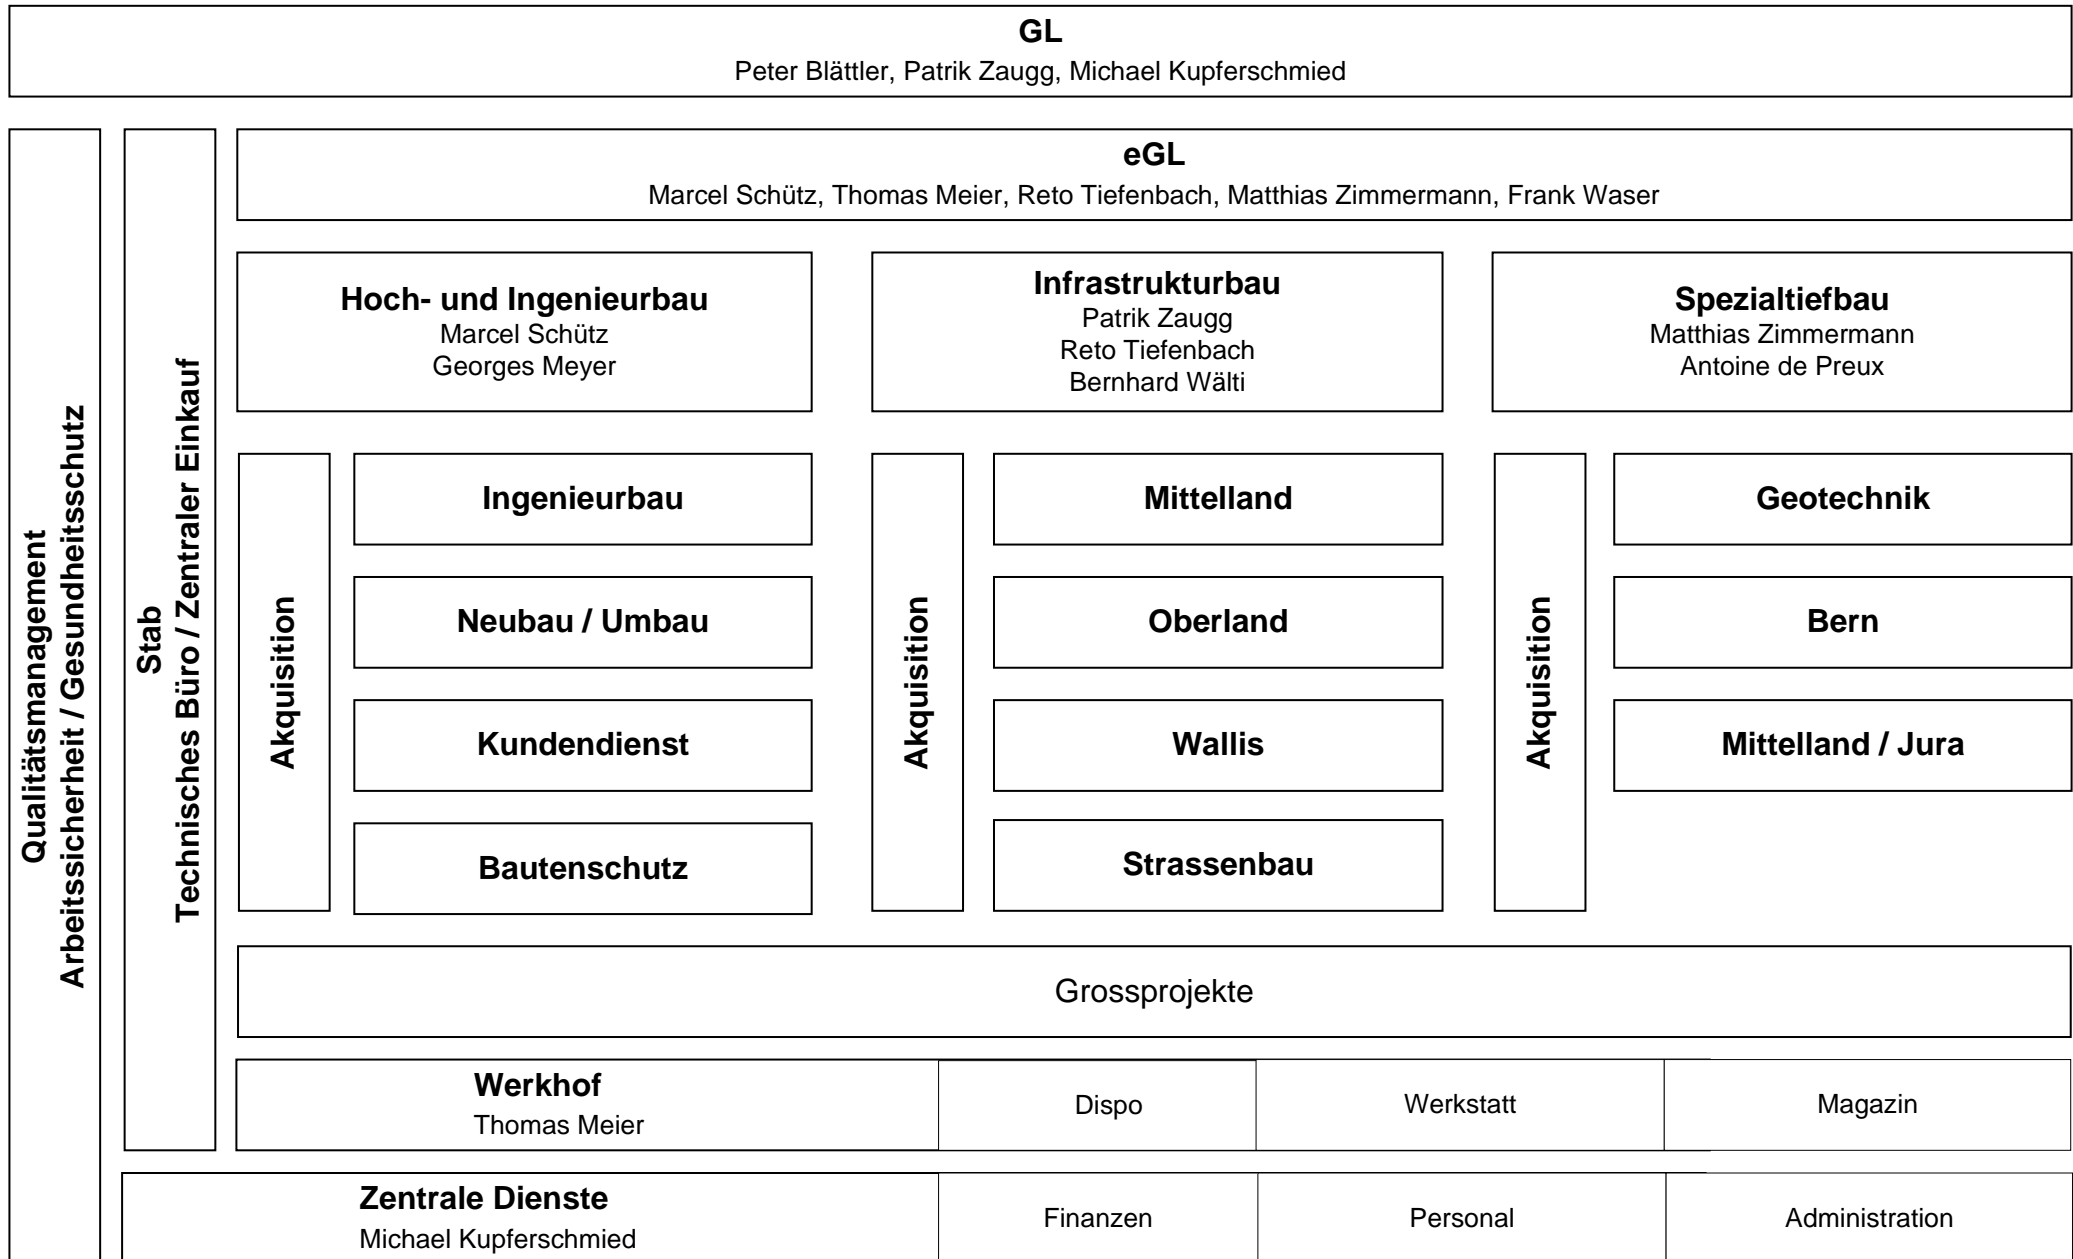 GL
Peter Blättler, Patrik Zaugg, Michael Kupferschmied
Qualitätsmanagement
Arbeitssicherheit / Gesundheitsschutz
Stab
Technisches Büro / Zentraler Einkauf
eGL
Marcel Schütz, Thomas Meier, Reto Tiefenbach, Matthias Zimmermann, Frank Waser
Hoch- und Ingenieurbau
Marcel Schütz
Georges Meyer
Akquisition
Ingenieurbau
Neubau / Umbau
Kundendienst
Bautenschutz
Infrastrukturbau
Patrik Zaugg
Reto Tiefenbach
Bernhard Wälti
Akquisition
Mittelland
Oberland
Wallis
Strassenbau
Spezialtiefbau
Matthias Zimmermann
Antoine de Preux
Akquisition
Geotechnik
Bern
Mittelland / Jura
Grossprojekte
Werkhof
Thomas Meier
Dispo
Werkstatt
Magazin
Zentrale Dienste
Michael Kupferschmied
Finanzen
Personal
Administration